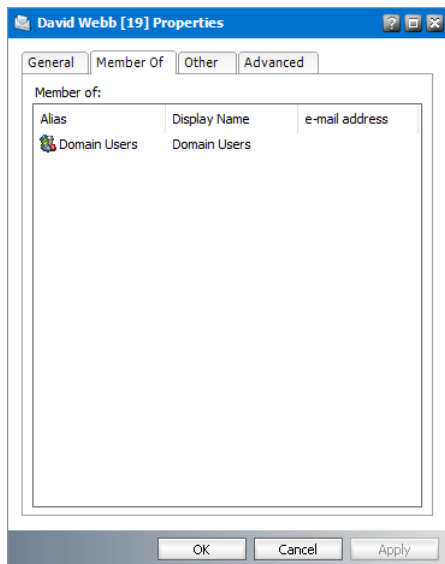 David Webb [19] Properties
General Member Of Other Advanced
Member of:
Alias Display Name e-mail address
Domain Users Domain Users
OK Cancel Apply